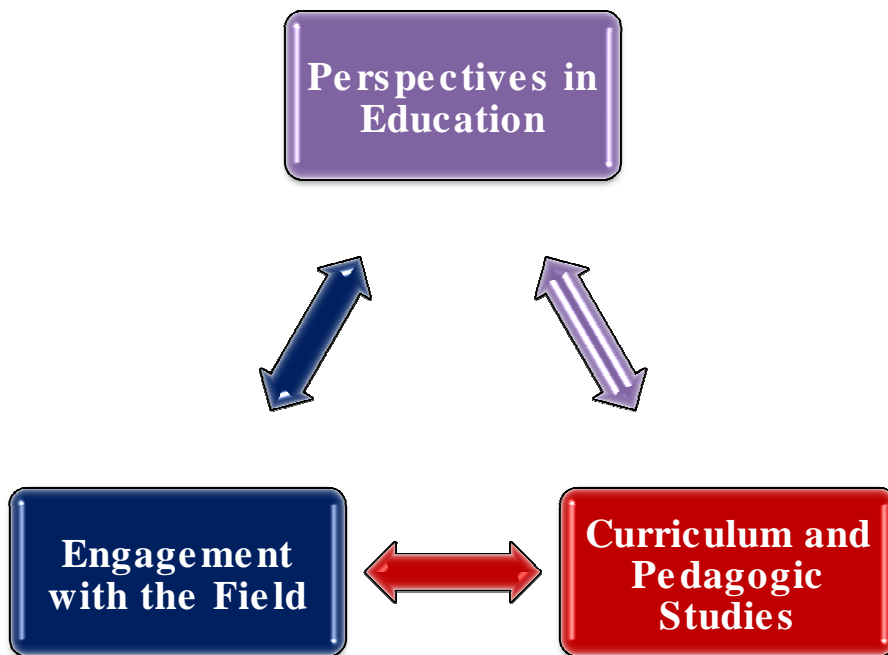 Perspectives in
Education
Engagement
with the Field
Curriculum and
Pedagogic
Studies